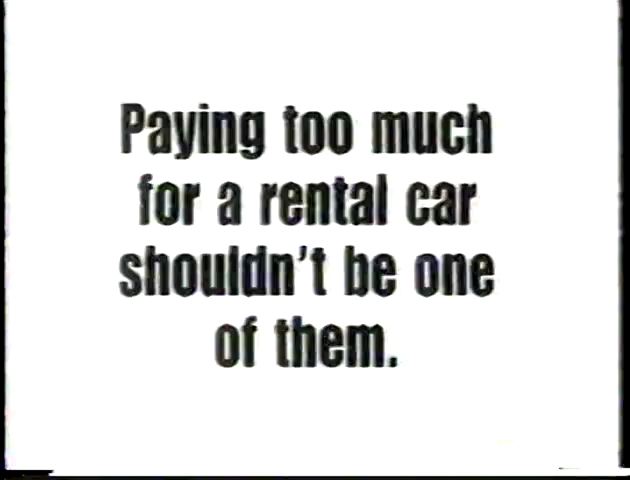 Paying too much
for a rental car
shouldn't be one
of them.